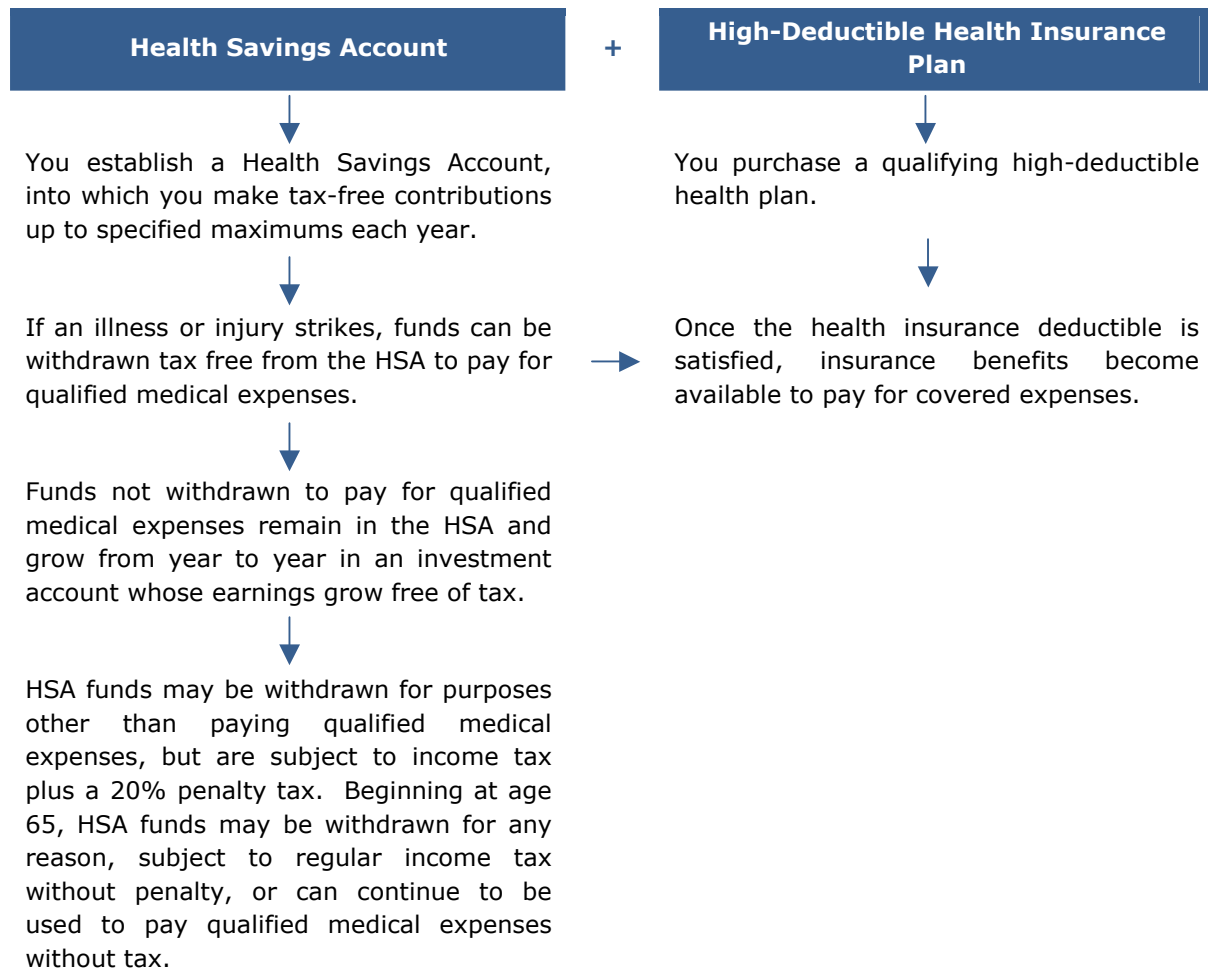 Health Savings Account
+
High-Deductible Health Insurance
Plan
You establish a Health Savings Account,
into which you make tax-free contributions
up to specified maximums each year.
You purchase a qualifying high-deductible
health plan.
If an illness or injury strikes, funds can be
withdrawn tax free from the HSA to pay for
qualified medical expenses.
Once the health insurance deductible is
satisfied, insurance benefits become
available to pay for covered expenses.
Funds not withdrawn to pay for qualified
medical expenses remain in the HSA and
grow from year to year in an investment
account whose earnings grow free of tax.
HSA funds may be withdrawn for purposes
other than paying qualified medical
expenses, but are subject to income tax
plus a 20% penalty tax.  Beginning at age
65, HSA funds may be withdrawn for any
reason, subject to regular income tax
without penalty, or can continue to be
used to pay qualified medical expenses
without tax.